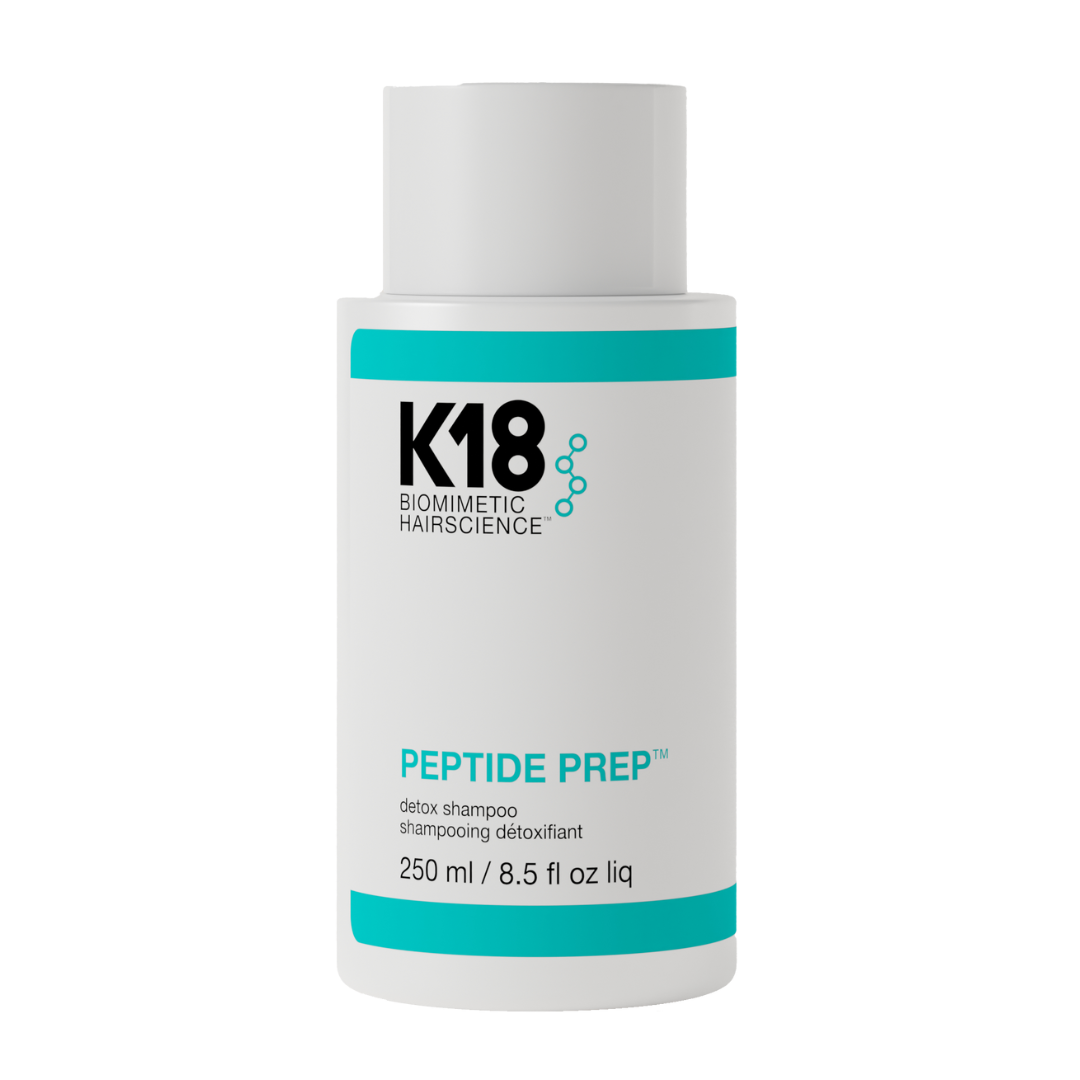 K18
BIOMIMETIC
HAIRSCIENCE™
PEPTIDE PREP™
detox shampoo
shampooing détoxifiant
250 ml / 8.5 fl oz liq